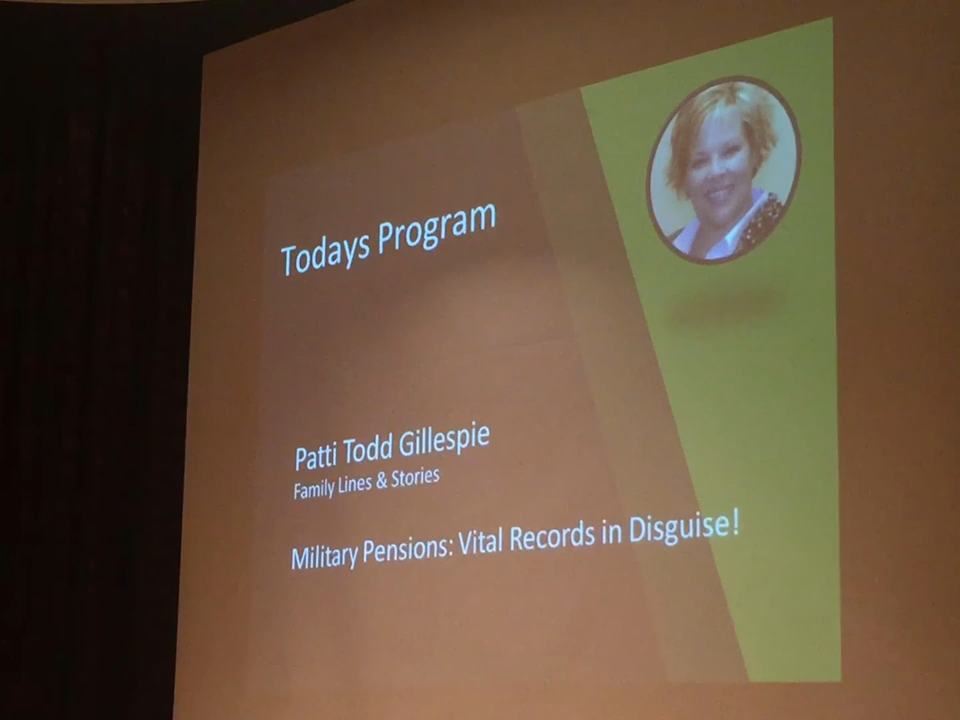 Todays Program
Patti Todd Gillespie
Family Lines & Stories
Military Pensions: Vital Records in Disguise!